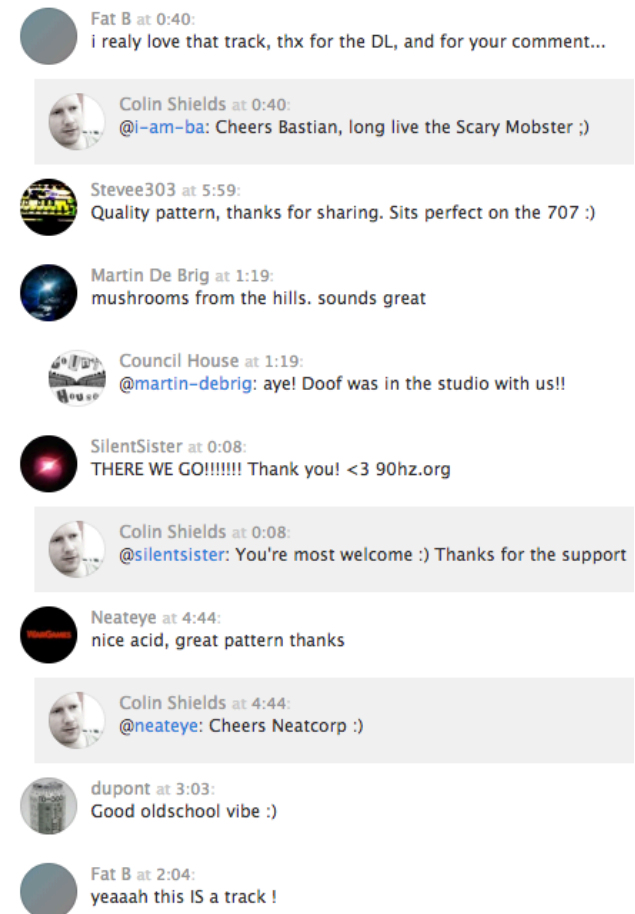 Fat B at 0:40:
i realy love that track, thx for the DL, and for your comment...
Colin Shields at 0:40:
@i-am-ba: Cheers Bastian, long live the Scary Mobster ;)
Stevee303 at 5:59:
Quality pattern, thanks for sharing. Sits perfect on the 707 :)
Martin De Brig at 1:19:
mushrooms from the hills. sounds great
Council House at 1:19:
@martin-debrig: aye! Doof was in the studio with us!!
House
SilentSister at 0:08:
THERE WE GO!!!!!!! Thank you! <3 90hz.org
Colin Shields at 0:08:
@silentsister: You're most welcome :) Thanks for the support
Neateye at 4:44:
WARGAMES
nice acid, great pattern thanks
Colin Shields at 4:44:
@neateye: Cheers Neatcorp :)
dupont at 3:03:
Good oldschool vibe :)
Fat B at 2:04:
yeaaah this IS a track !